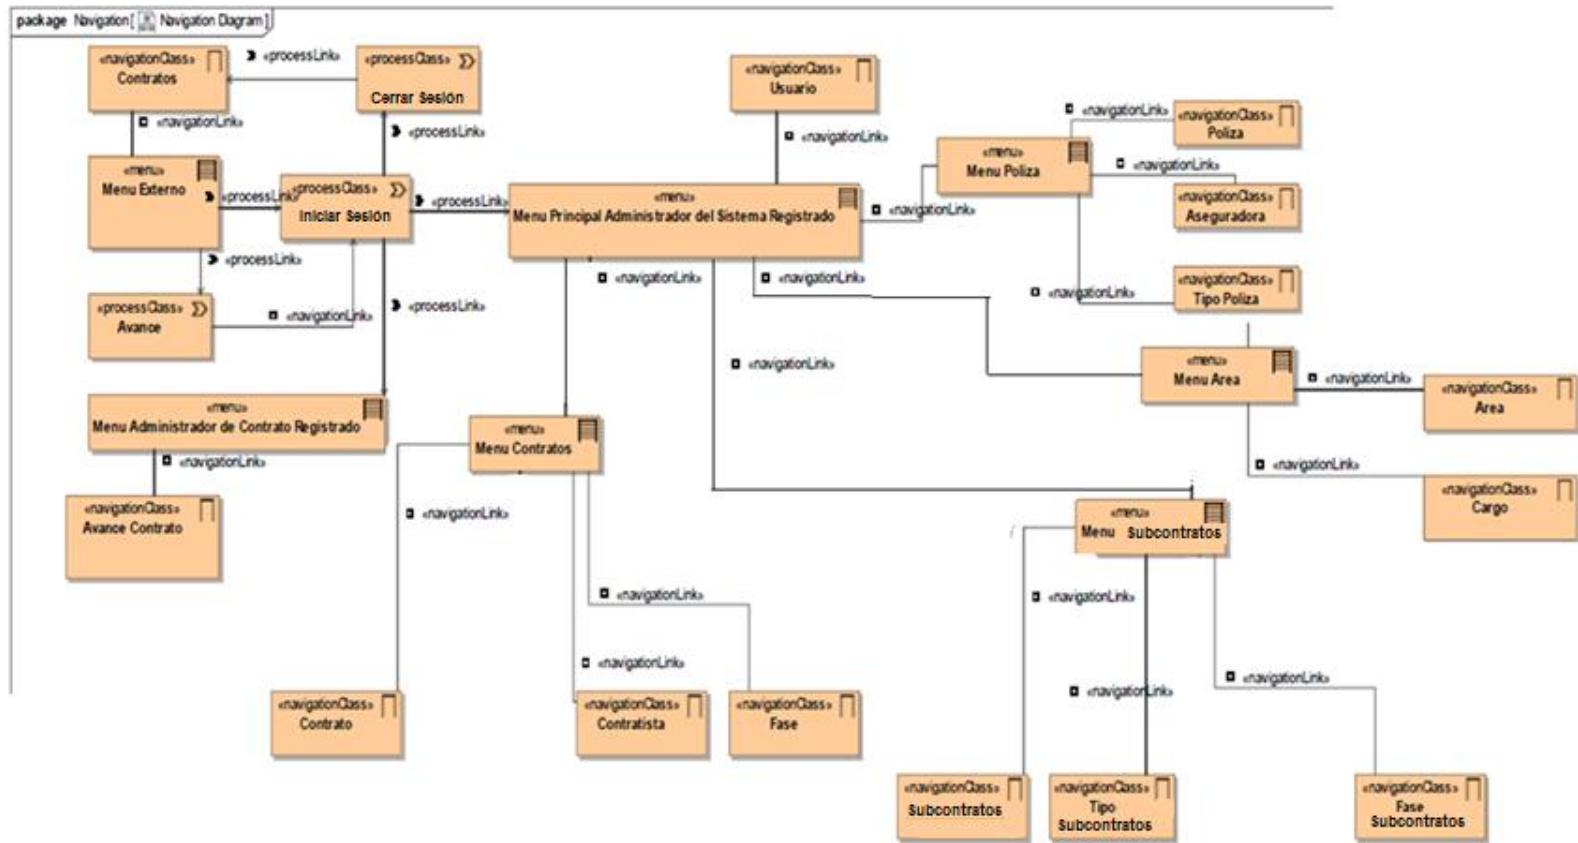 package Navigation[ Navigation Diagram]
«navigationClass»
Contratos
«processLink»
«processClass»
Cerrar Sesión
«navigationClass»
Usuario
«navigationClass»
Poliza
«navigationLink»
«navigationLink»
«processLink»
«navigationLink»
«menu»
Menu Poliza
«navigationLink»
«menu»
Menu Externo
«processLink»
«processClass»
Iniciar Sesión
«processLink»
«menu»
Menu Principal Administrador del Sistema Registrado
«navigationLink»
«navigationClass»
Aseguradora
«processLink»
«navigationLink»
«navigationLink»
«navigationLink»
«navigationClass»
Tipo Poliza
«processClass»
Avance
«navigationLink»
«processLink»
«navigationLink»
«menu»
Menu Area
«navigationLink»
«navigationClass»
Area
«menu»
Menu Administrador de Contrato Registrado
«navigationLink»
«menu»
Menu Contratos
«navigationLink»
«navigationClass»
Cargo
«navigationClass»
Avance Contrato
«navigationLink»
«menu»
Menu Subcontratos
«navigationLink»
«navigationLink»
«navigationLink»
«navigationLink»
«navigationLink»
«navigationClass»
Contrato
«navigationClass»
Contratista
«navigationClass»
Fase
«navigationClass»
Subcontratos
«navigationClass»
Tipo
Subcontratos
«navigationClass»
Fase
Subcontratos